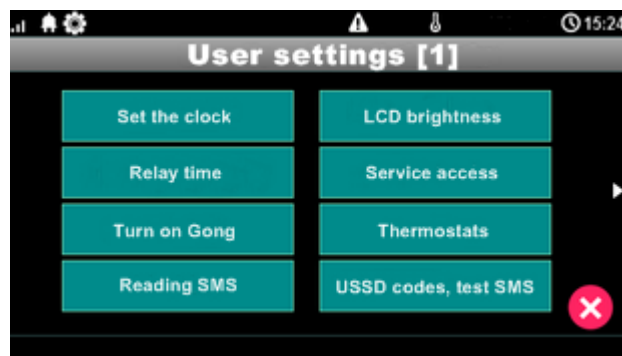 15:24
User settings [1]
Set the clock
LCD brightness
Relay time
Service access
Turn on Gong
Thermostats
Reading SMS
USSD codes, test SMS